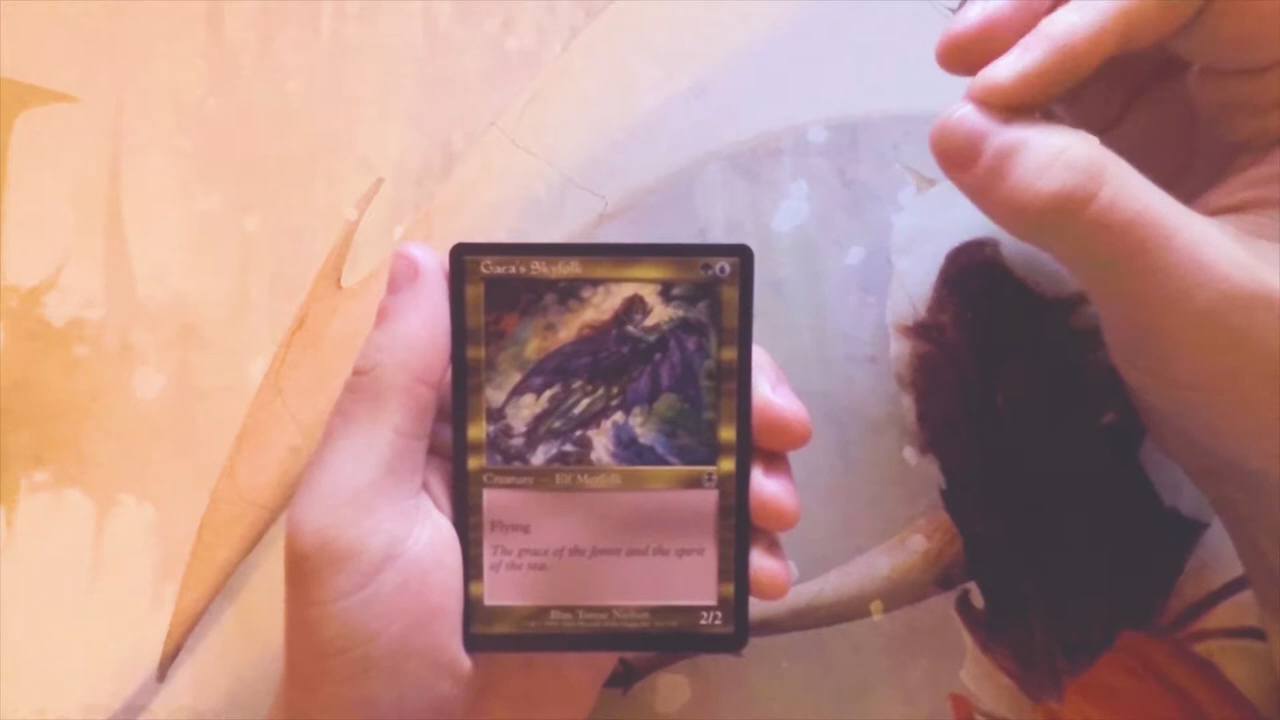 Gaea's Skyfolk
Creature — Elf Merfolk
Flying
The grace of the forest and the spirit
of the sea.
Illus. Terese Nielsen
2/2